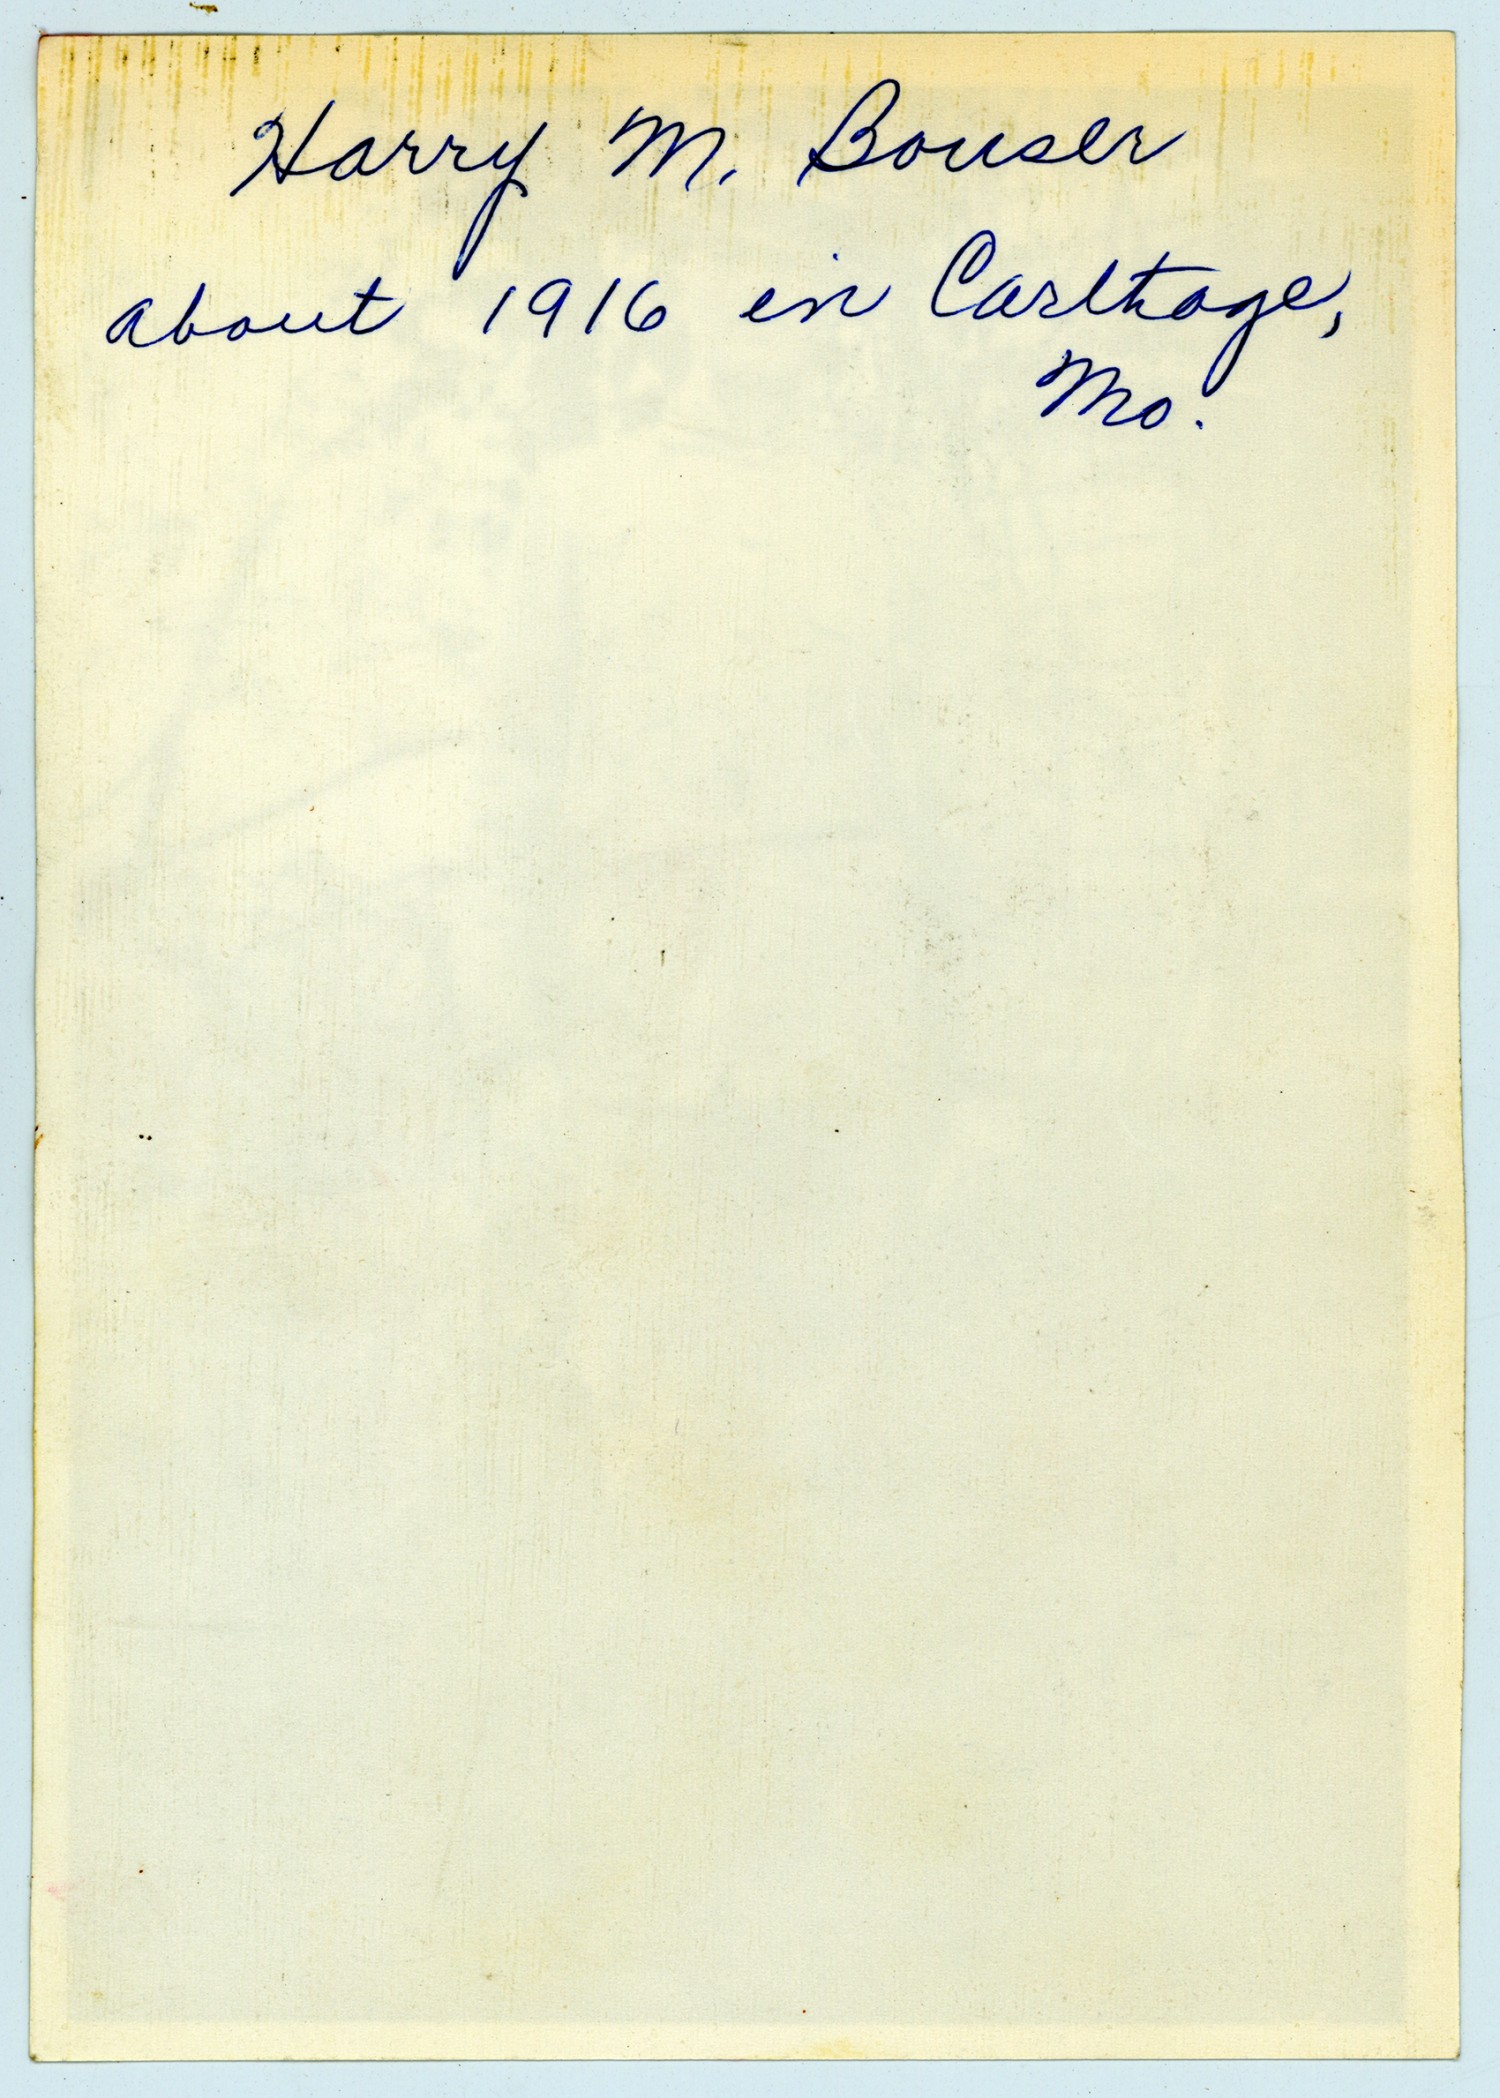 Harry M. Bouser
about 1916 in Carthage,
Mo.